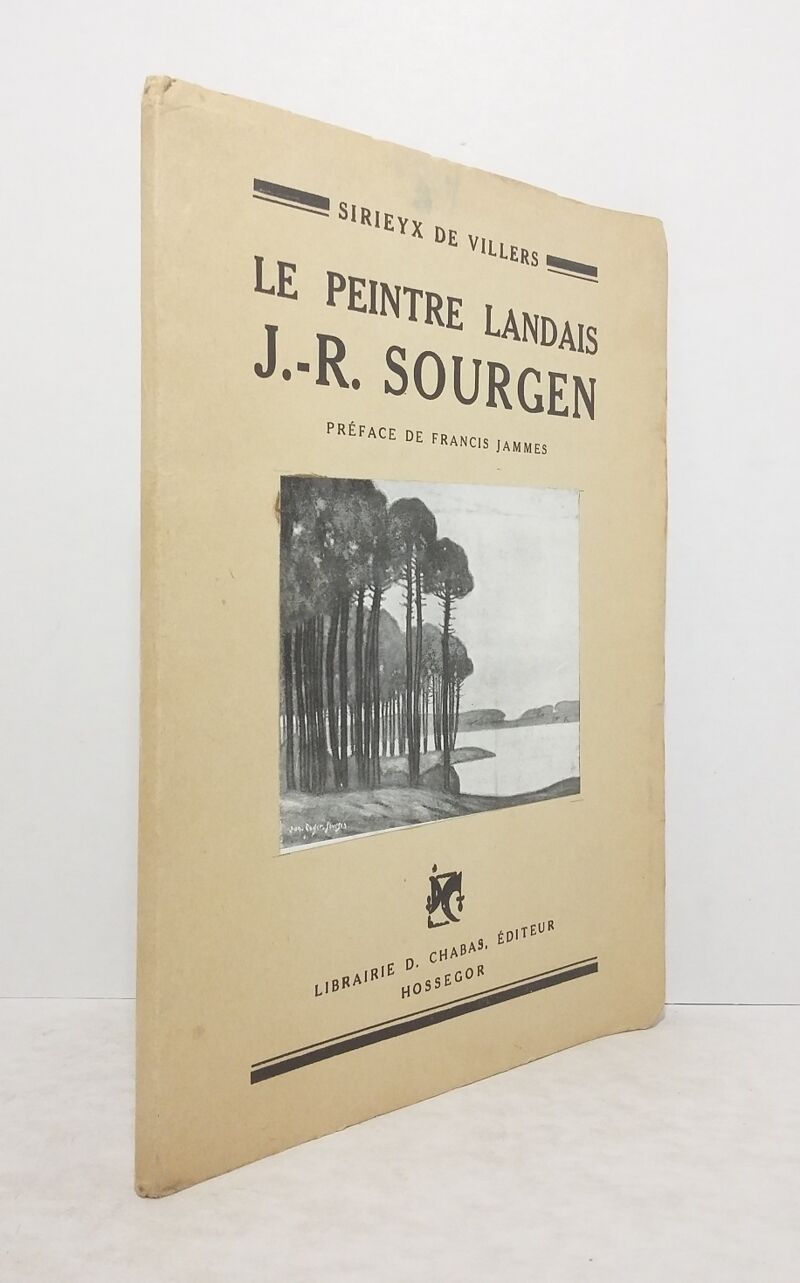 SIRIEYX DE VILLERS
LE PEINTRE LANDAIS
J.-R. SOURGEN
PRÉFACE DE FRANCIS JAMMES
LIBRAIRIE D. CHABAS, ÉDITEUR
HOSSEGOR